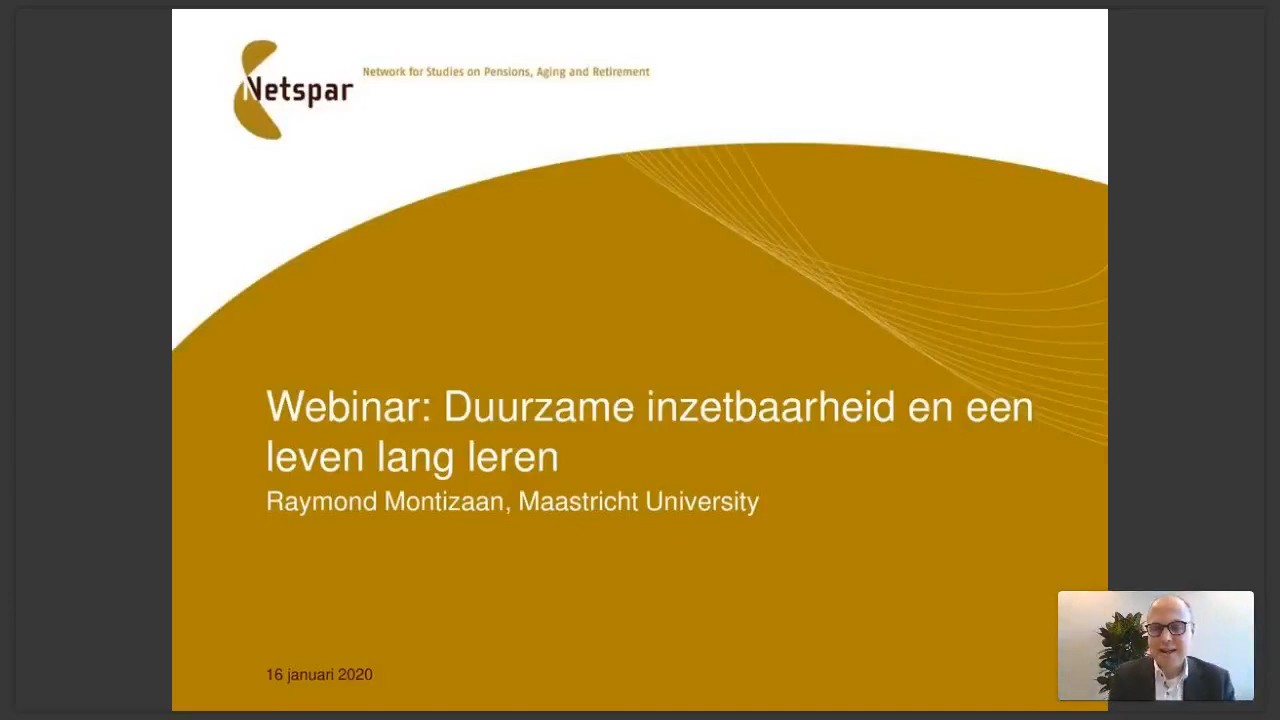 Netspar
Network for Studies on Pensions, Aging and Retirement
Webinar: Duurzame inzetbaarheid en een
leven lang leren
Raymond Montizaan, Maastricht University
16 januari 2020